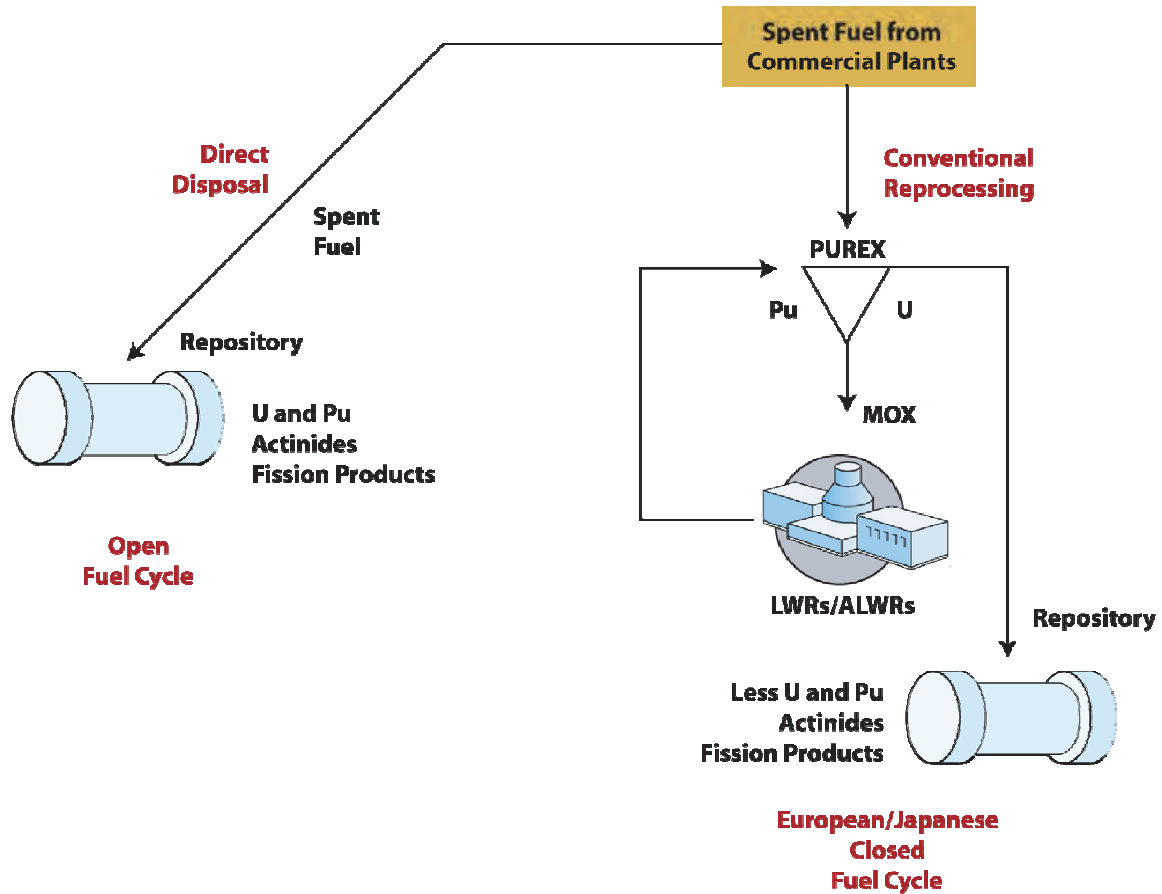 Spent Fuel from
Commercial Plants
Direct
Disposal
Spent
Fuel
Conventional
Reprocessing
PUREX
Pu
U
Repository
U and Pu
Actinides
Fission Products
MOX
Open
Fuel Cycle
LWRs/ALWRs
Repository
Less U and Pu
Actinides
Fission Products
European/Japanese
Closed
Fuel Cycle